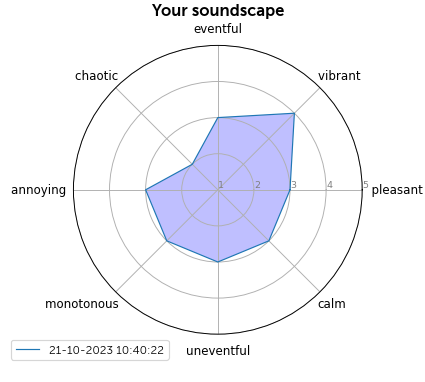 Your soundscape
eventful
chaotic
vibrant
annoying
1 2 3 4 5
pleasant
monotonous
calm
uneventful
21-10-2023 10:40:22